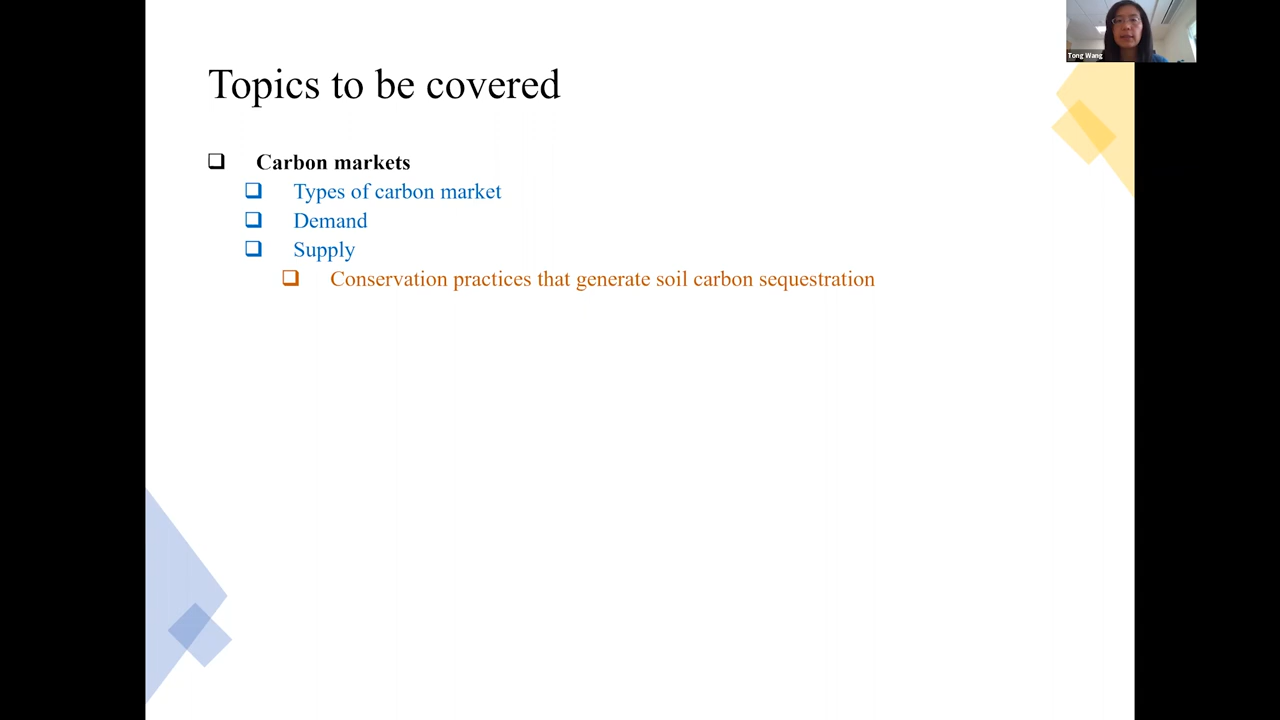 Tong Wang
Topics to be covered
Carbon markets
Types of carbon market
Demand
Supply
Conservation practices that generate soil carbon sequestration